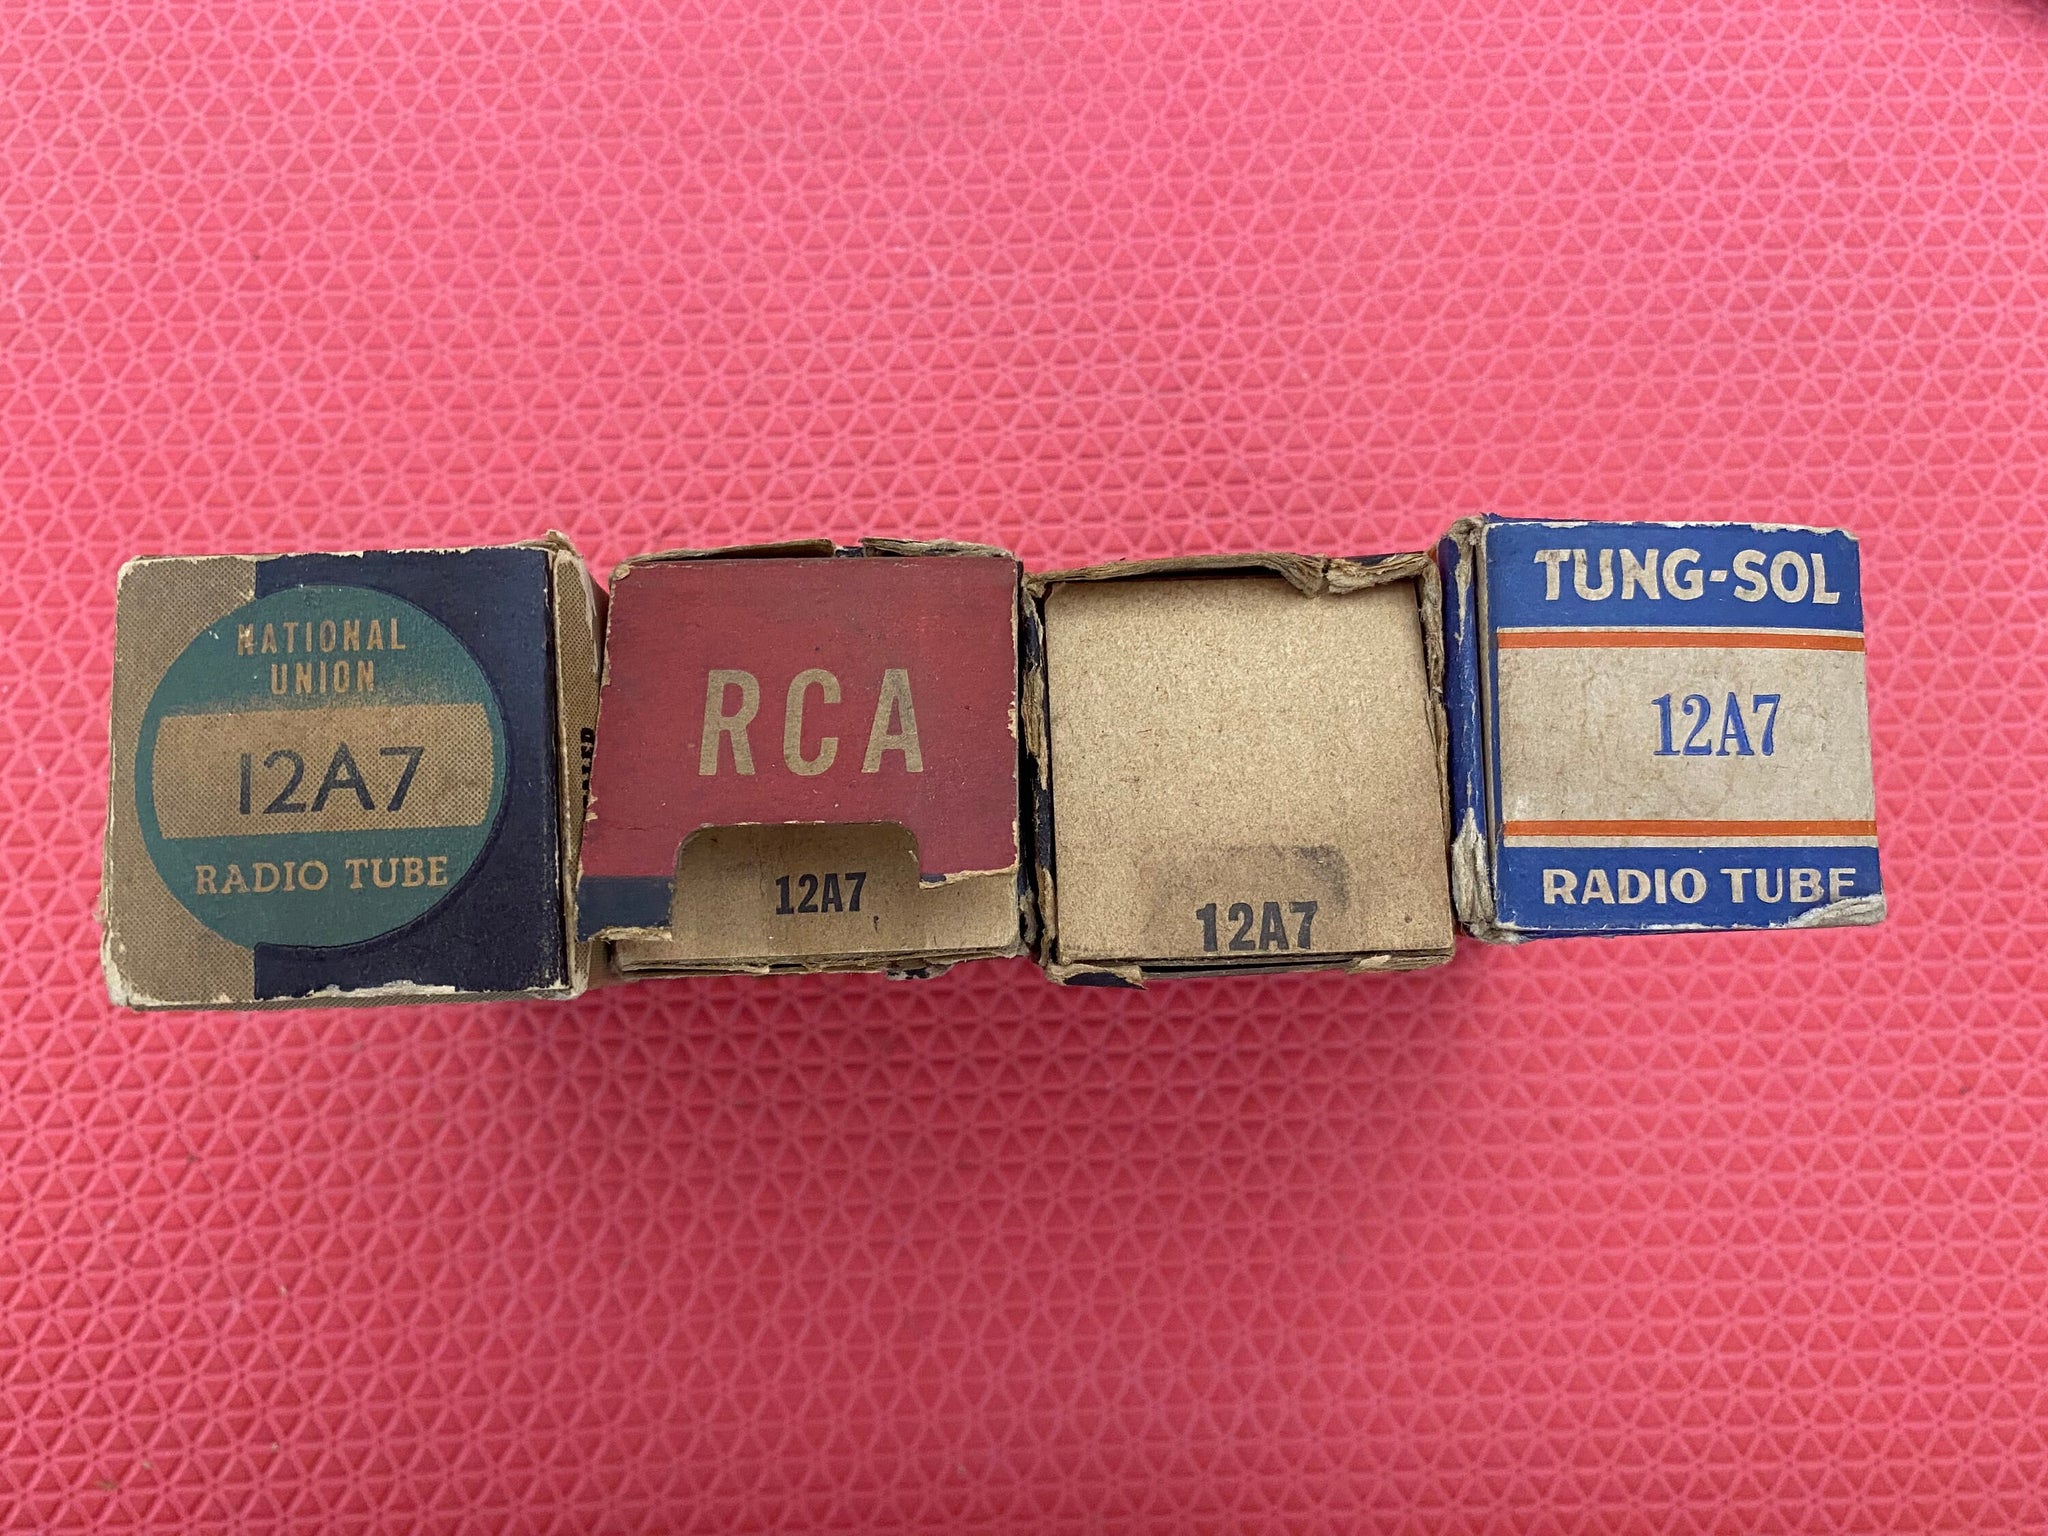 NATIONAL
UNION
12A7
RADIO TUBE
RCA
12A7
12A7
TUNG-SOL
12A7
RADIO TUBE